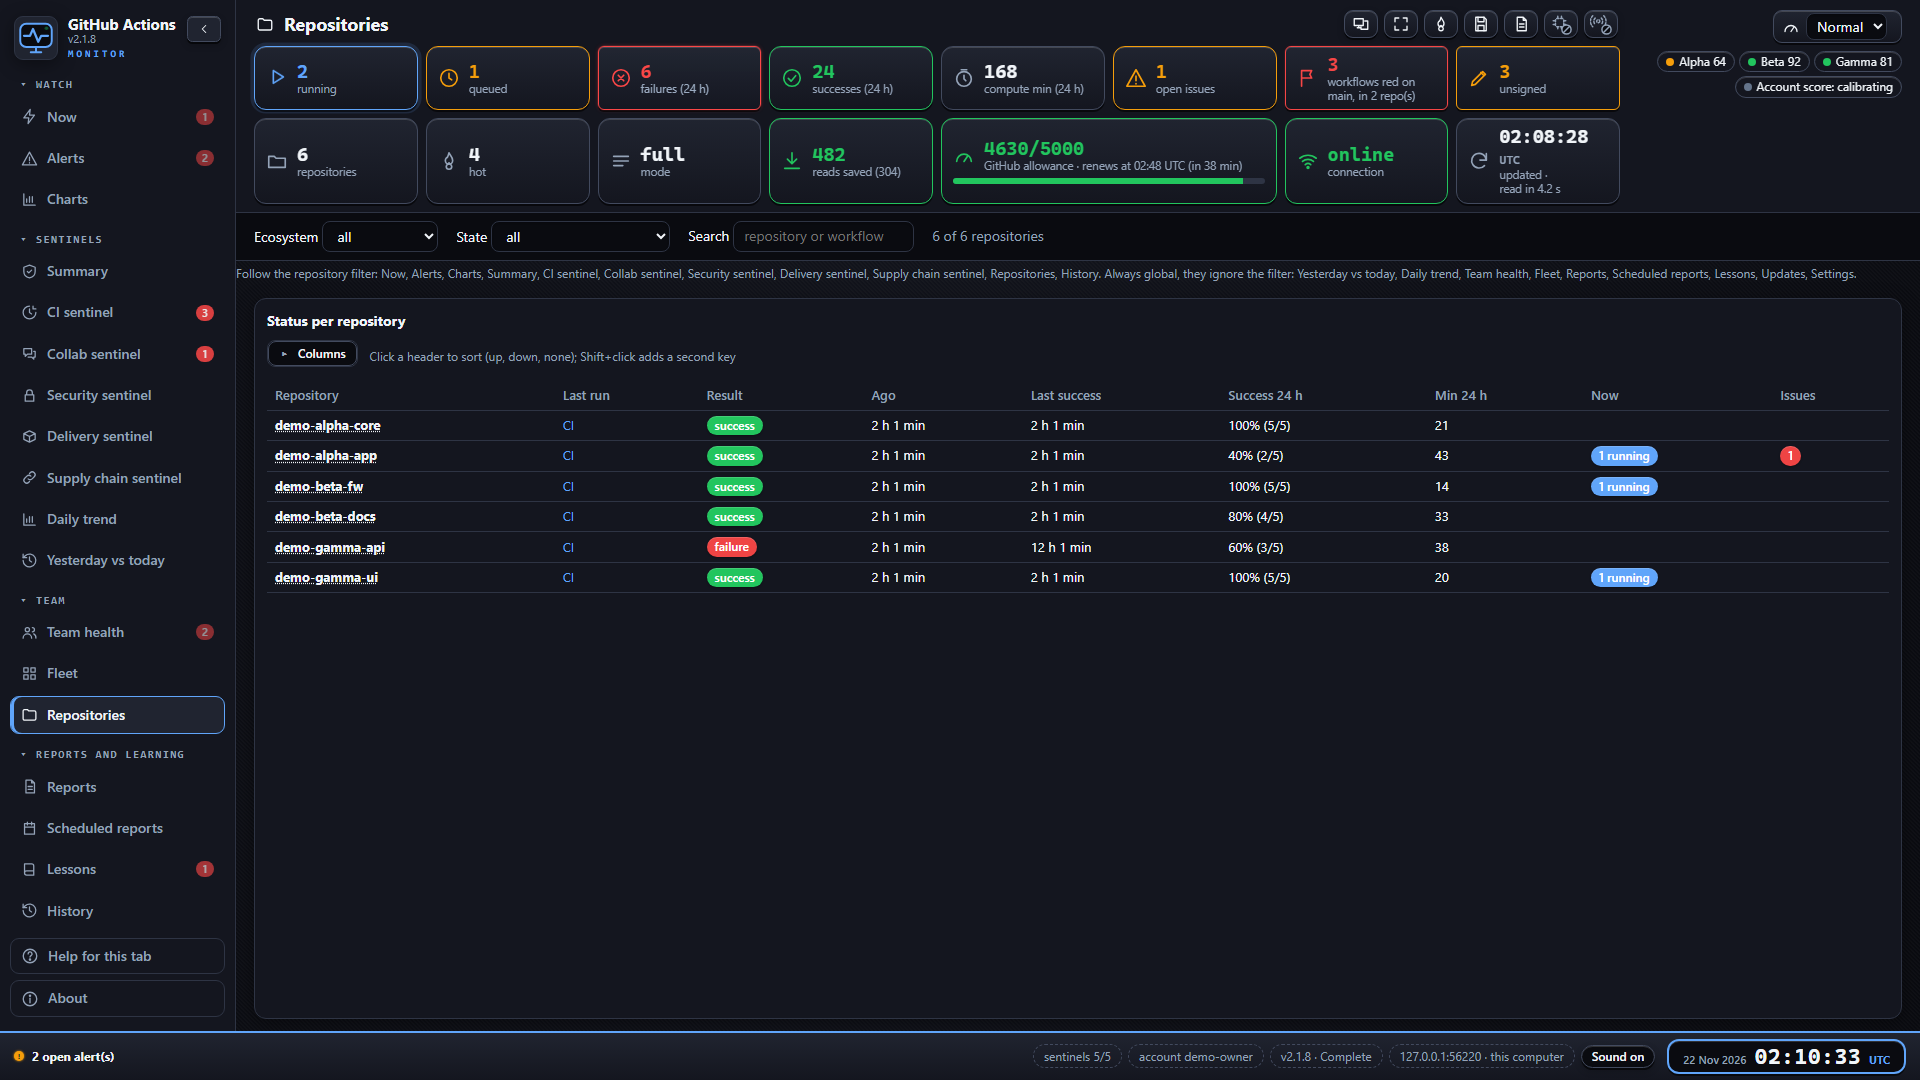 GitHub Actions
v2.1.8
MONITOR
WATCH
Now 1
Alerts 2
Charts
SENTINELS
Summary
CI sentinel 3
Collab sentinel 1
Security sentinel
Delivery sentinel
Supply chain sentinel
Daily trend
Yesterday vs today
TEAM
Team health 2
Fleet
Repositories
REPORTS AND LEARNING
Reports
Scheduled reports
Lessons 1
History
Help for this tab
About
Repositories
Normal
2
running
1
queued
6
failures (24 h)
24
successes (24 h)
168
compute min (24 h)
1
open issues
3
workflows red on
main, in 2 repo(s)
3
unsigned
Alpha 64
Beta 92
Gamma 81
Account score: calibrating
6
repositories
4
hot
full
mode
482
reads saved (304)
4630/5000
GitHub allowance · renews at 02:48 UTC (in 38 min)
online
connection
02:08:28
UTC
updated ·
read in 4.2 s
Ecosystem all State all Search repository or workflow 6 of 6 repositories
Follow the repository filter: Now, Alerts, Charts, Summary, CI sentinel, Collab sentinel, Security sentinel, Delivery sentinel, Supply chain sentinel, Repositories, History. Always global, they ignore the filter: Yesterday vs today, Daily trend, Team health, Fleet, Reports, Scheduled reports, Lessons, Updates, Settings.
Status per repository
Columns Click a header to sort (up, down, none); Shift+click adds a second key
Repository Last run Result Ago Last success Success 24 h Min 24 h Now Issues
demo-alpha-core CI success 2 h 1 min 2 h 1 min 100% (5/5) 21
demo-alpha-app CI success 2 h 1 min 2 h 1 min 40% (2/5) 43 1 running 1
demo-beta-fw CI success 2 h 1 min 2 h 1 min 100% (5/5) 14 1 running
demo-beta-docs CI success 2 h 1 min 2 h 1 min 80% (4/5) 33
demo-gamma-api CI failure 2 h 1 min 12 h 1 min 60% (3/5) 38
demo-gamma-ui CI success 2 h 1 min 2 h 1 min 100% (5/5) 20 1 running
2 open alert(s)
sentinels 5/5
account demo-owner
v2.1.8 · Complete
127.0.0.1:56220 · this computer
Sound on
22 Nov 2026 02:10:33 UTC